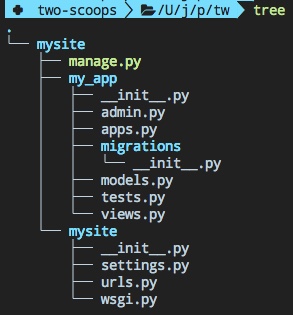 two-scoops /U/j/p/tw tree
.
└── mysite
    ├── manage.py
    ├── my_app
    │   ├── __init__.py
    │   ├── admin.py
    │   ├── apps.py
    │   ├── migrations
    │   │   └── __init__.py
    │   ├── models.py
    │   ├── tests.py
    │   └── views.py
    └── mysite
        ├── __init__.py
        ├── settings.py
        ├── urls.py
        └── wsgi.py